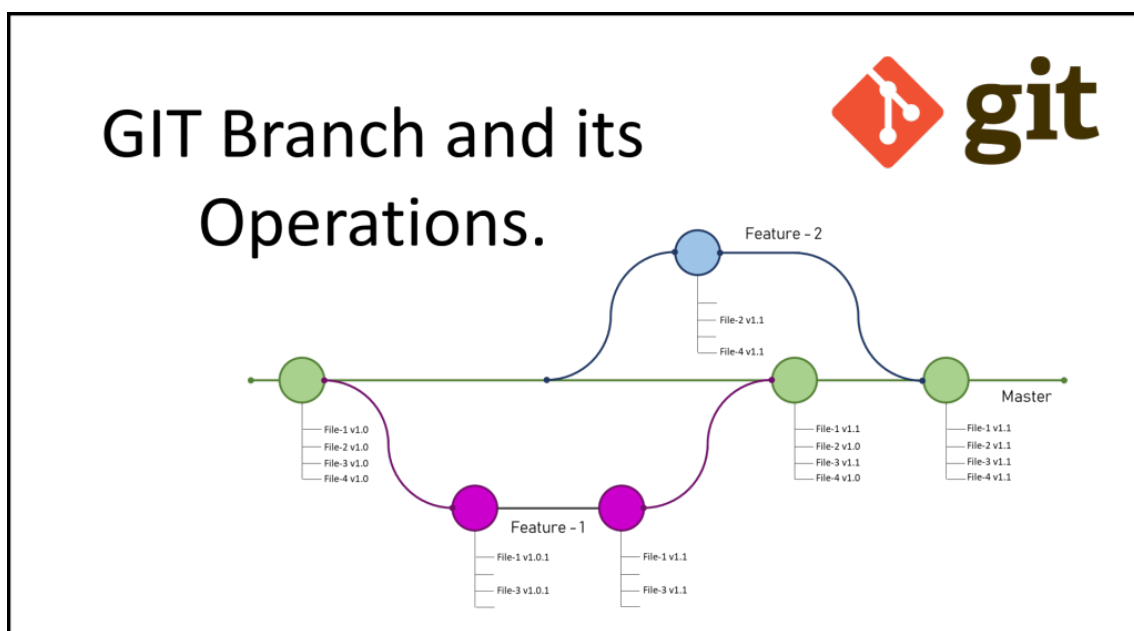 GIT Branch and its
Operations.
git
Feature - 2
File-2 v1.1
File-4 v1.1
Master
File-1 v1.0
File-2 v1.0
File-3 v1.0
File-4 v1.0
File-1 v1.1
File-2 v1.0
File-3 v1.1
File-4 v1.0
File-1 v1.1
File-2 v1.1
File-3 v1.1
File-4 v1.1
Feature - 1
File-1 v1.0.1
File-3 v1.0.1
File-1 v1.1
File-3 v1.1